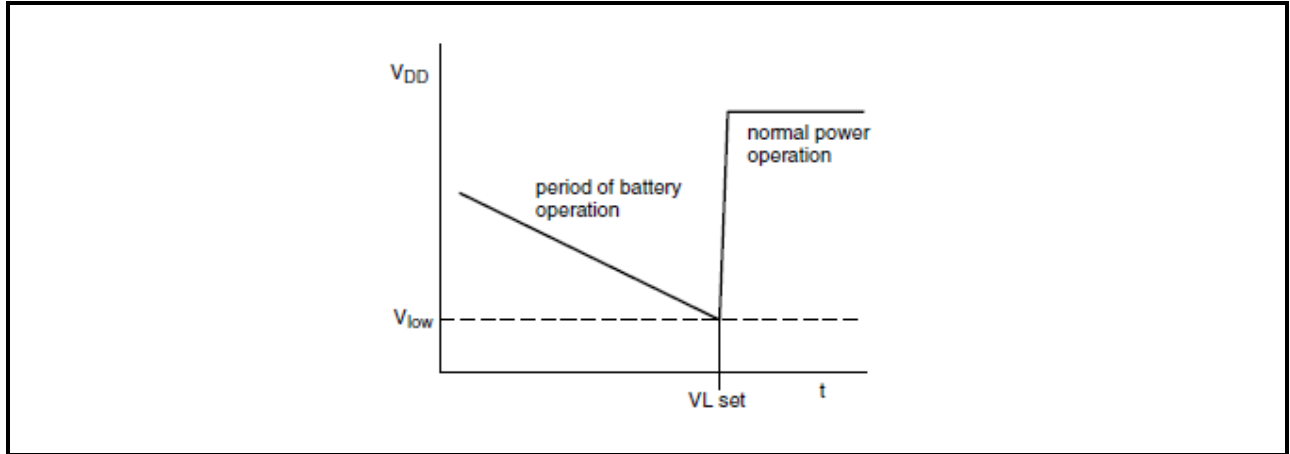 VDD
normal power
operation
period of battery
operation
Vlow
VL set
t